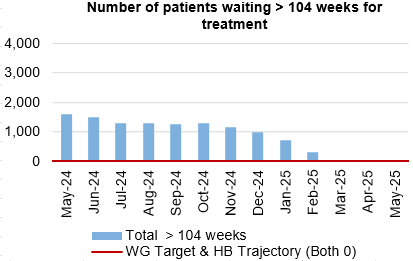 Number of patients waiting > 104 weeks for
treatment
4,000
3,000
2,000
1,000
0
May-24
Jun-24
Jul-24
Aug-24
Sep-24
Oct-24
Nov-24
Dec-24
Jan-25
Feb-25
Mar-25
Apr-25
May-25
Total > 104 weeks
WG Target & HB Trajectory (Both 0)